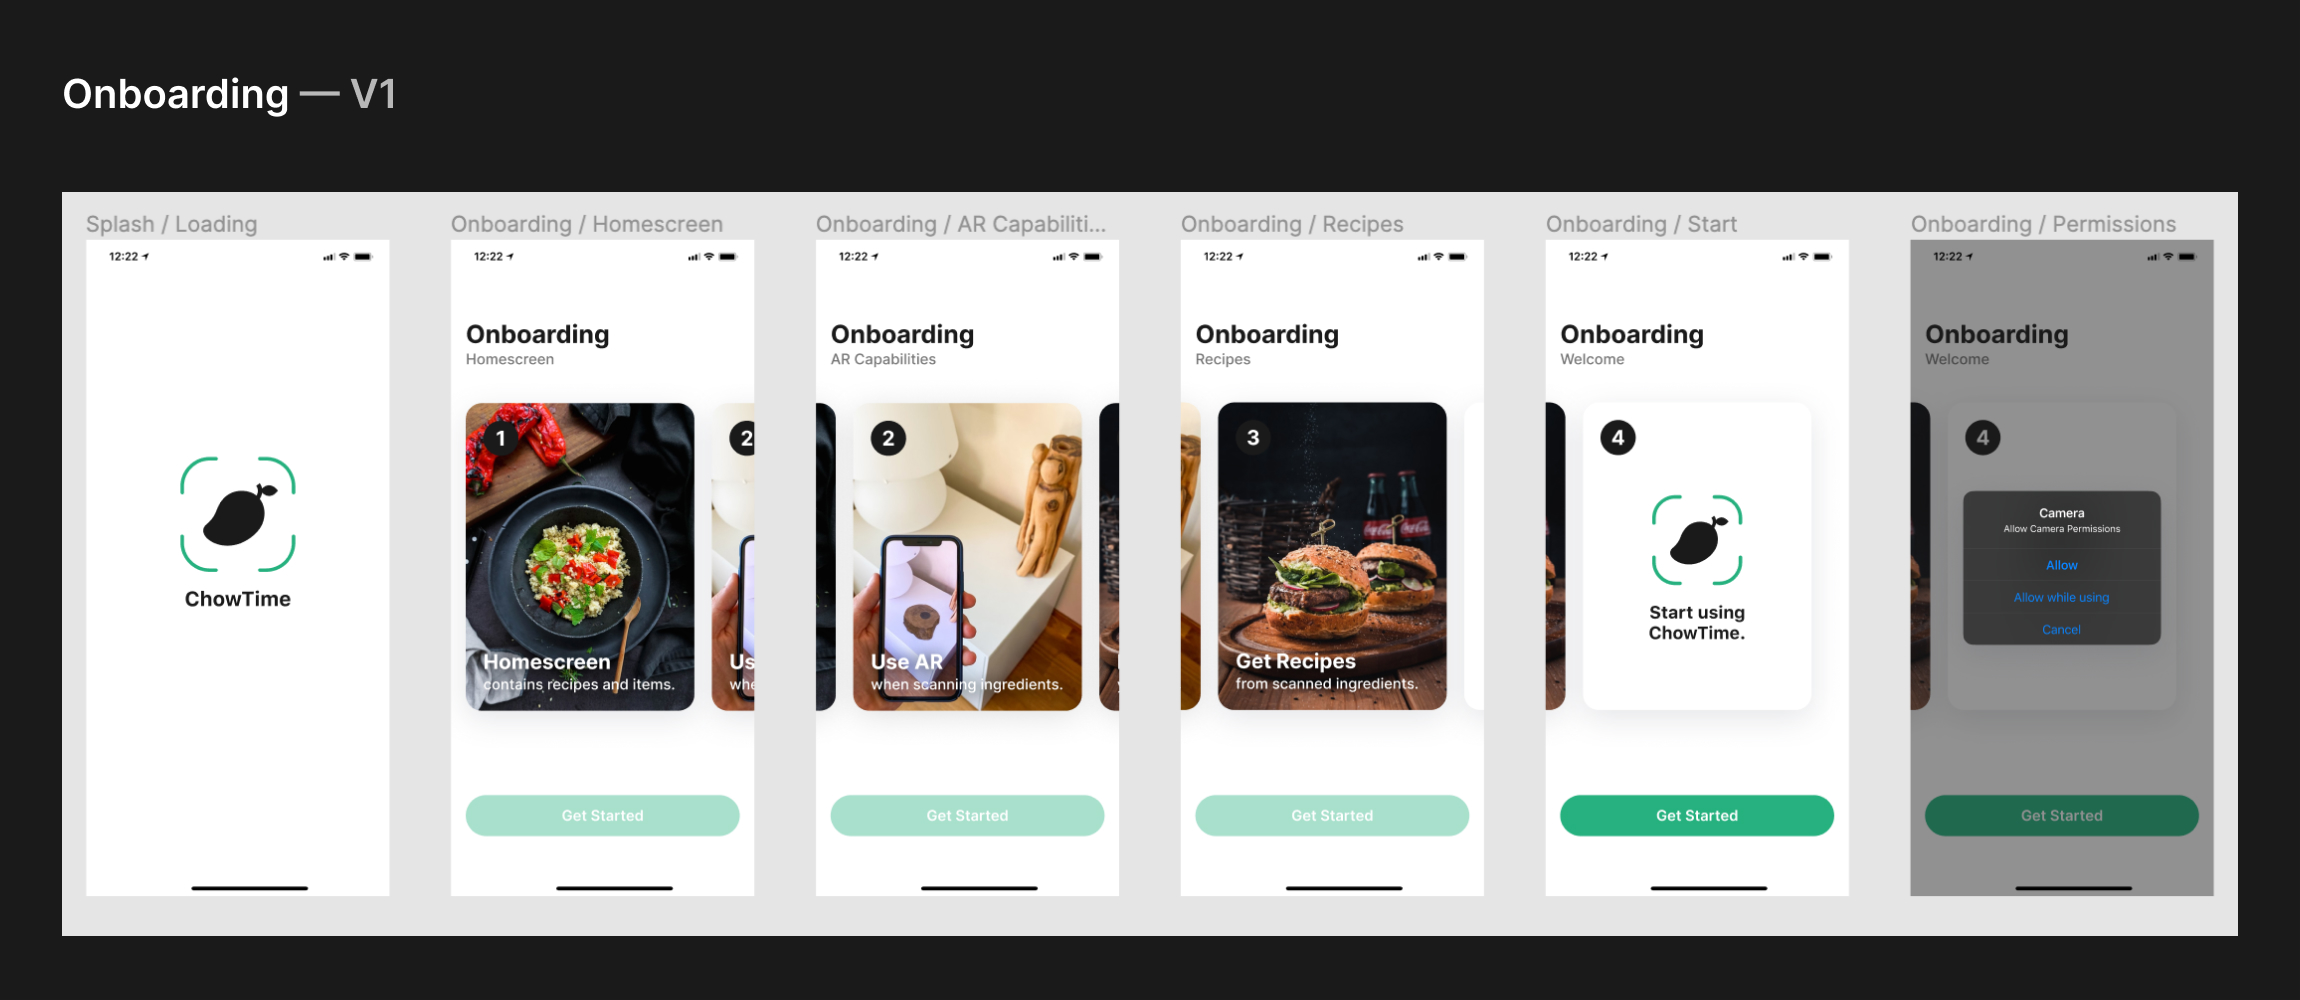 Onboarding — V1
Splash / Loading
12:22
ChowTime
Onboarding / Homescreen
12:22
Onboarding
Homescreen
1
Homescreen
contains recipes and items.
2
Us
whe
Get Started
Onboarding / AR Capabiliti...
12:22
Onboarding
AR Capabilities
2
Use AR
when scanning ingredients.
Get Started
Onboarding / Recipes
12:22
Onboarding
Recipes
3
Coca-Cola
Coca-Cola
Get Recipes
from scanned ingredients.
Get Started
Onboarding / Start
12:22
Onboarding
Welcome
4
Start using
ChowTime.
Get Started
Onboarding / Permissions
12:22
Onboarding
Welcome
4
Camera
Allow Camera Permissions
Allow
Allow while using
Cancel
Get Started